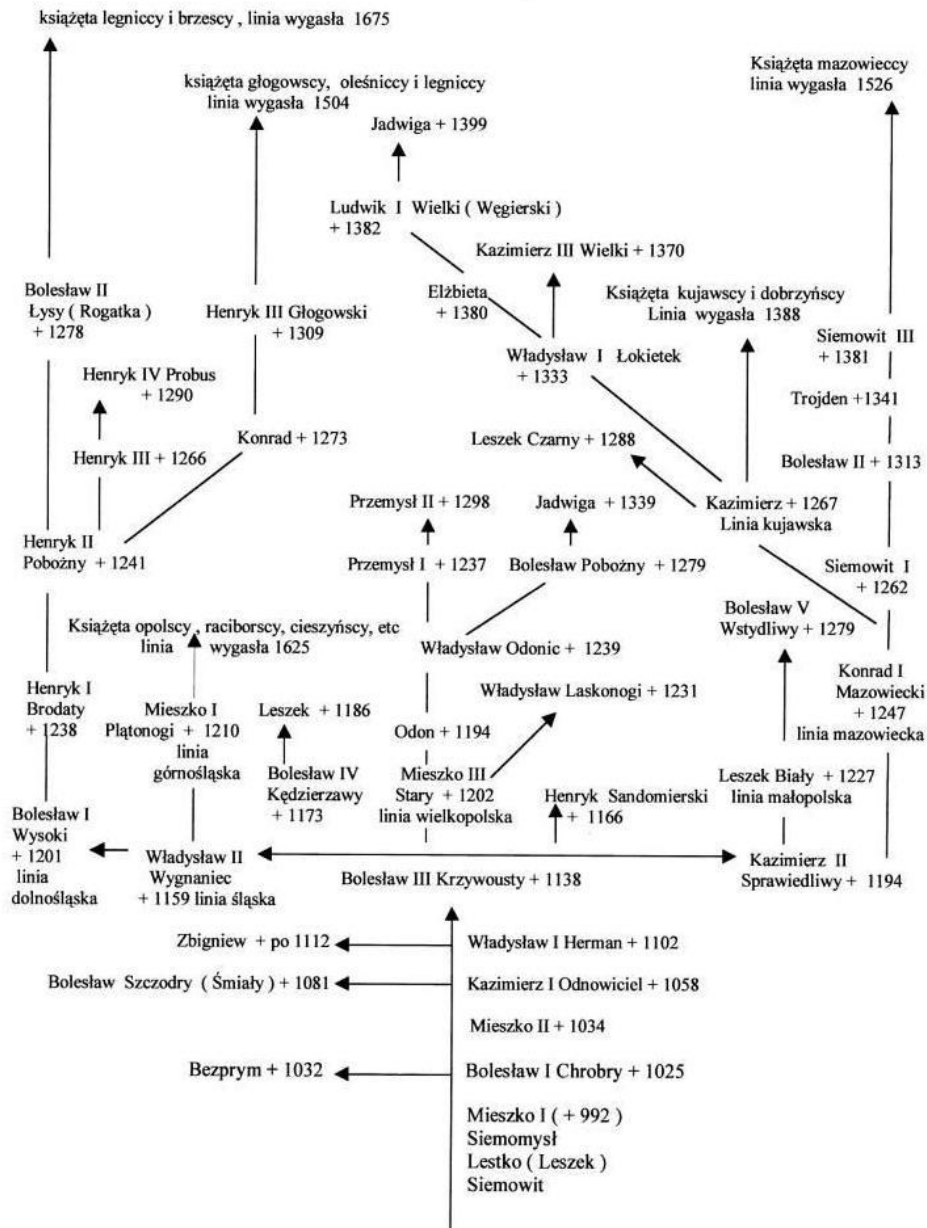 książęta legniccy i brzescy , linia wygasła 1675
Książęta mazowieccy
linia wygasła 1526
książęta głogowscy, oleśniccy i legniccy
linia wygasła 1504
Jadwiga + 1399
Ludwik I Wielki ( Węgierski )
+ 1382
Kazimierz III Wielki + 1370
Bolesław II
Łysy ( Rogatka )
+ 1278
Henryk III Głogowski
+ 1309
Elżbieta
+ 1380
Książęta kujawscy i dobrzyńscy
Linia wygasła 1388
Siemowit III
+ 1381
Władysław I Łokietek
+ 1333
Henryk IV Probus
+ 1290
Trojden +1341
Konrad + 1273
Leszek Czarny + 1288
Henryk III + 1266
Bolesław II + 1313
Przemysł II + 1298
Jadwiga + 1339
Kazimierz + 1267
Linia kujawska
Henryk II
Pobożny + 1241
Przemysł I + 1237
Bolesław Pobożny + 1279
Siemowit I
+ 1262
Bolesław V
Wstydliwy + 1279
Książęta opolscy , raciborscy, cieszyńscy, etc
linia wygasła 1625
Władysław Odonic + 1239
Henryk I
Brodaty
+ 1238
Mieszko I
Plątonogi + 1210
linia
górnośląska
Leszek + 1186
Władysław Laskonogi + 1231
Konrad I
Mazowiecki
+ 1247
linia mazowiecka
Odon + 1194
Bolesław IV
Kędzierzawy
+ 1173
Mieszko III
Stary + 1202
linia wielkopolska
Henryk Sandomierski
+ 1166
Leszek Biały + 1227
linia małopolska
Bolesław I
Wysoki
+ 1201
linia
dolnośląska
Władysław II
Wygnaniec
+ 1159 linia śląska
Bolesław III Krzywousty + 1138
Kazimierz II
Sprawiedliwy + 1194
Zbigniew + po 1112
Władysław I Herman + 1102
Bolesław Szczodry ( Śmiały ) + 1081
Kazimierz I Odnowiciel + 1058
Mieszko II + 1034
Bezprym + 1032
Bolesław I Chrobry + 1025
Mieszko I ( + 992 )
Siemomysł
Lestko ( Leszek )
Siemowit